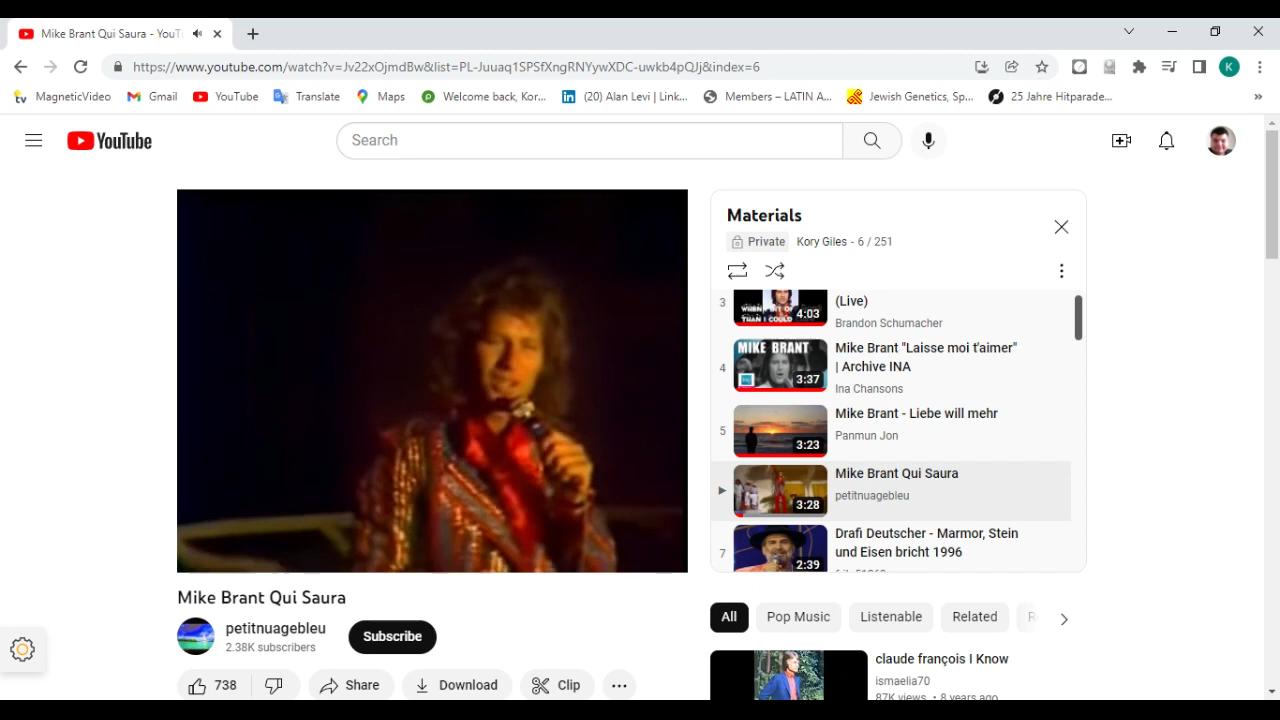 Mike Brant Qui Saura - YouTu
https://www.youtube.com/watch?v=Jv22xOjmdBw&list=PL-Juuaq1SPSfXngRNYywXDC-uwkb4pQJj&index=6
K
MagneticVideo
Gmail
YouTube
Translate
Maps
Welcome back, Kor...
(20) Alan Levi | Link...
Members – LATIN A...
Jewish Genetics, Sp...
25 Jahre Hitparade...
YouTube
Search
Materials
Private Kory Giles - 6 / 251
3
4:03
(Live)
Brandon Schumacher
4
MIKE BRANT
3:37
Mike Brant "Laisse moi t'aimer"
| Archive INA
Ina Chansons
5
3:23
Mike Brant - Liebe will mehr
Panmun Jon
3:28
Mike Brant Qui Saura
petitnuagebleu
7
2:39
Drafi Deutscher - Marmor, Stein
und Eisen bricht 1996
Mike Brant Qui Saura
petitnuagebleu
2.38K subscribers
Subscribe
738
Share
Download
Clip
All
Pop Music
Listenable
Related
claude françois I Know
ismaelia70
87K views • 8 years ago